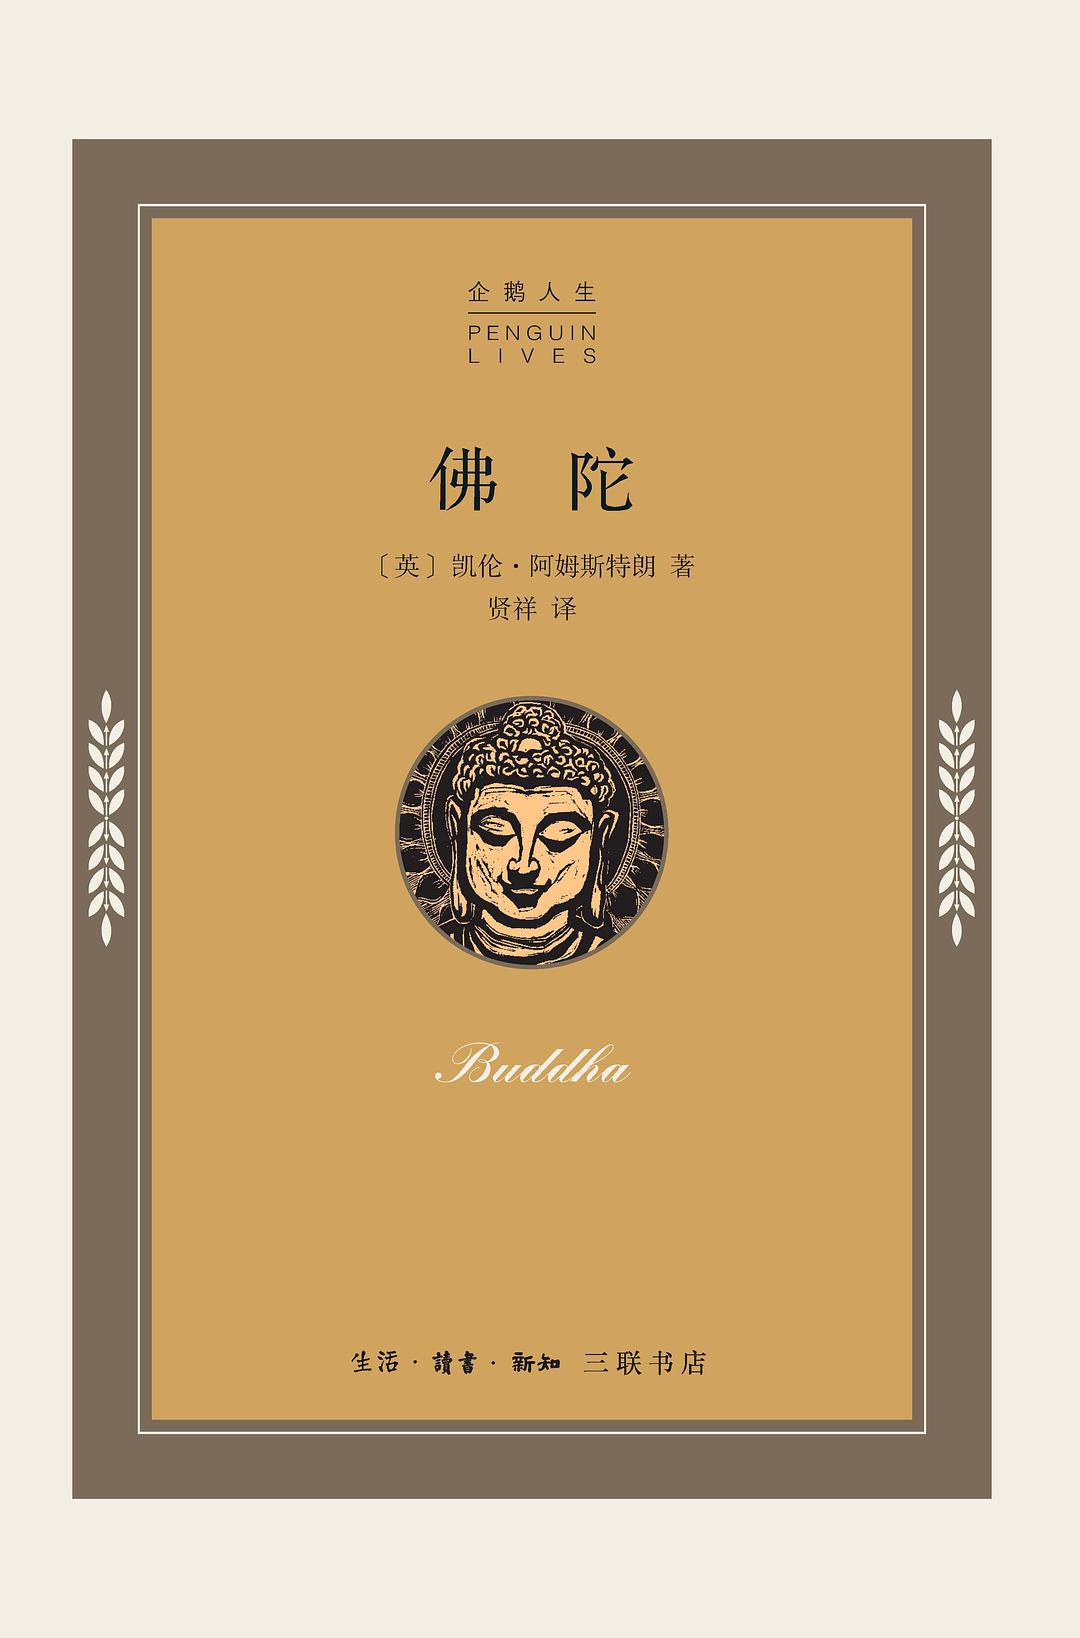 企鹅人生
PENGUIN
LIVES
佛陀
〔英〕凯伦·阿姆斯特朗 著
贤祥 译
Buddha
生活·讀書·新知 三联书店